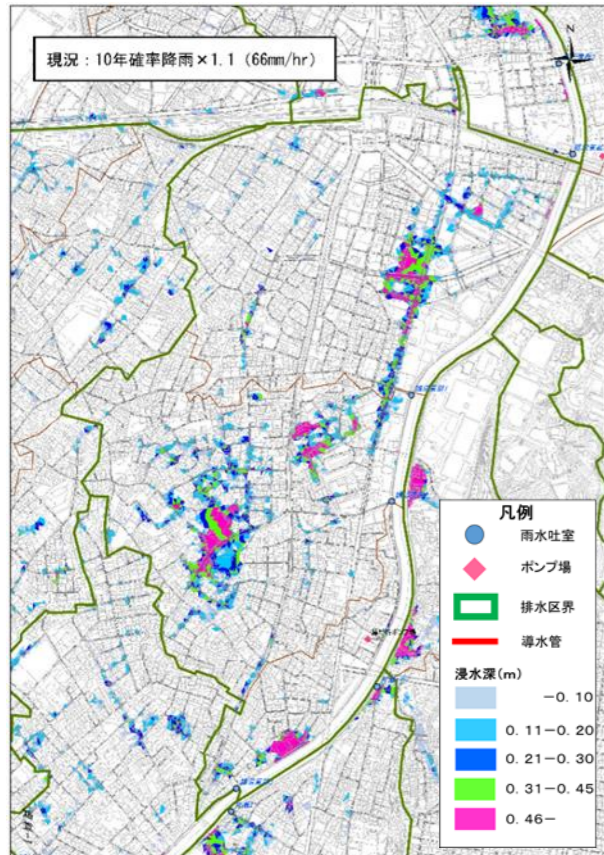 現況：10年確率降雨×1.1（66mm/hr）
N
凡例
雨水吐室
ポンプ場
排水区界
導水管
浸水深(m)
－0.10
0.11－0.20
0.21－0.30
0.31－0.45
0.46－